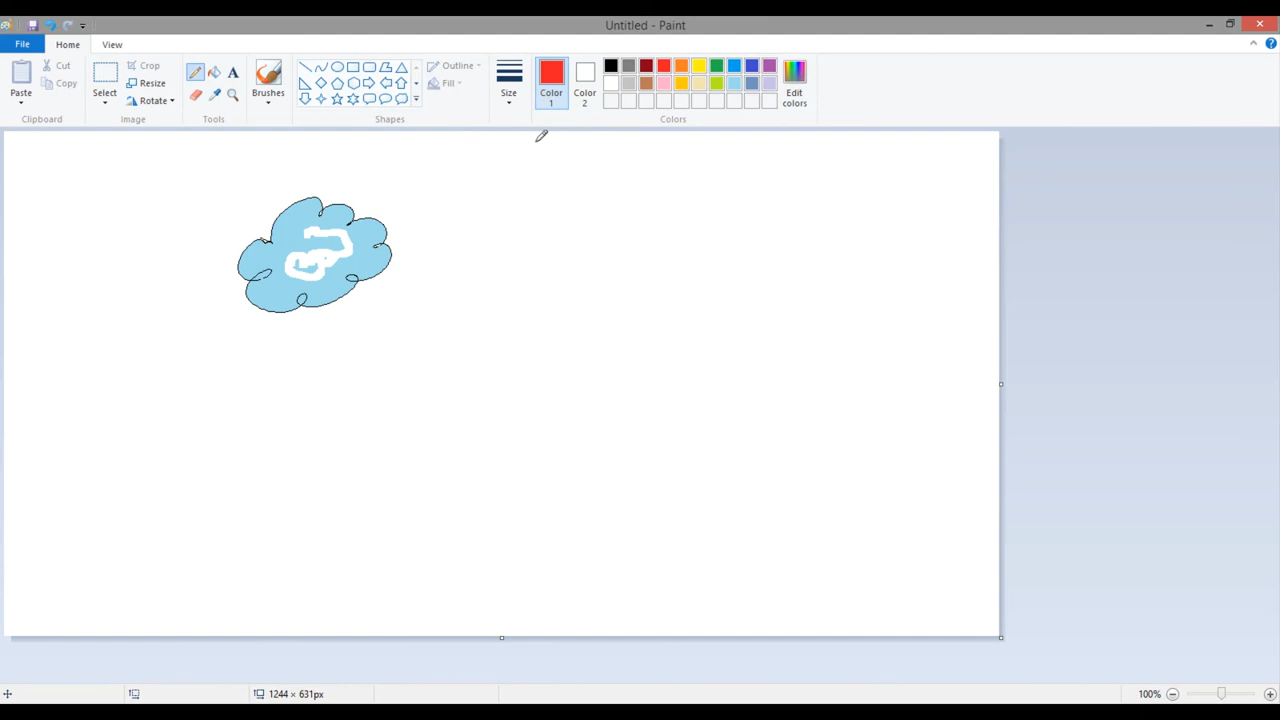 Untitled - Paint
File Home View
Cut Crop Outline
Copy Resize Fill
Rotate
Paste Select Brushes Size Color 1 Color 2 Edit colors
Clipboard Image Tools Shapes Colors
1244 × 631px 100%